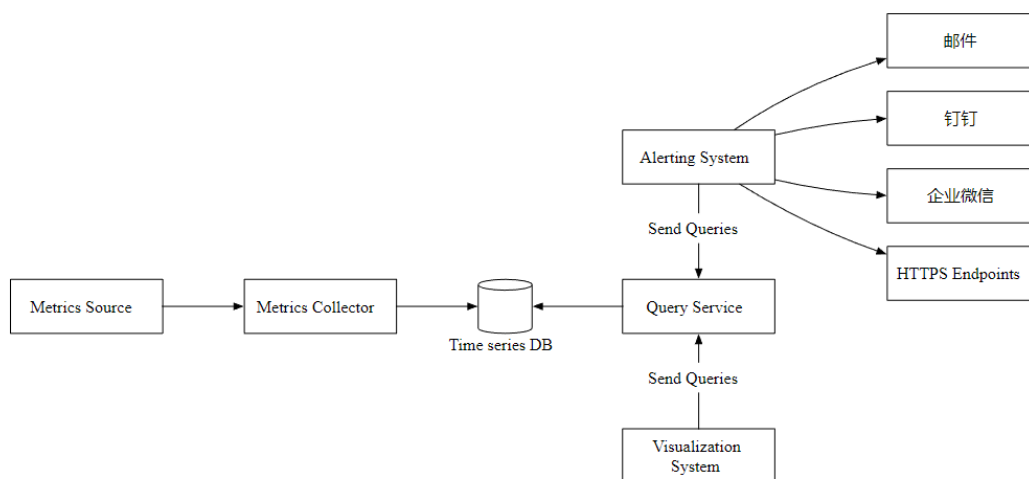 邮件
钉钉
Alerting System
企业微信
Send Queries
HTTPS Endpoints
Metrics Source
Metrics Collector
Query Service
Time series DB
Send Queries
Visualization
System